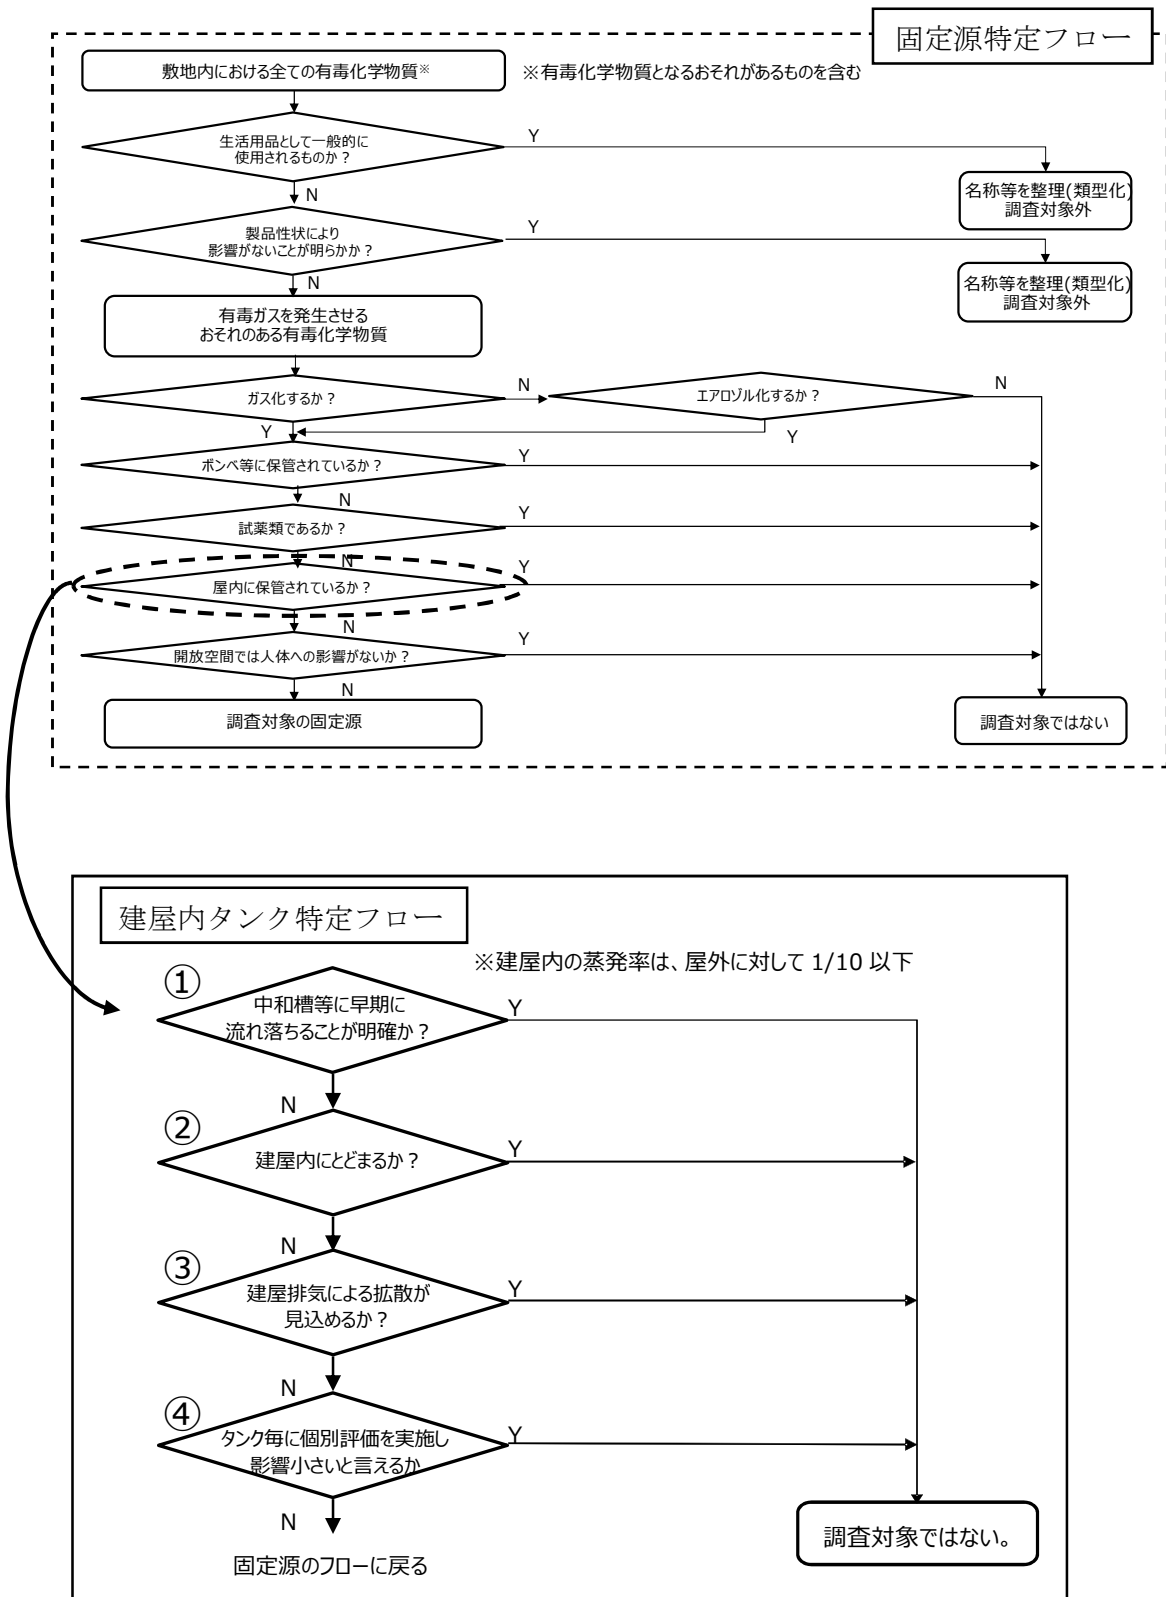 固定源特定フロー
敷地内における全ての有毒化学物質※
※有毒化学物質となるおそれがあるものを含む
生活用品として一般的に
使用されるものか?
Y
N
名称等を整理(類型化)
調査対象外
製品性状により
影響がないことが明らかか?
Y
N
名称等を整理(類型化)
調査対象外
有毒ガスを発生させる
おそれのある有毒化学物質
ガス化するか?
N
エアロゾル化するか?
N
Y
Y
ボンベ等に保管されているか?
Y
N
試薬類であるか?
Y
N
屋内に保管されているか?
Y
N
開放空間では人体への影響がないか?
Y
N
調査対象の固定源
調査対象ではない
建屋内タンク特定フロー
※建屋内の蒸発率は、屋外に対して 1/10 以下
①
中和槽等に早期に
流れ落ちることが明確か?
Y
N
②
建屋内にとどまるか?
Y
N
③
建屋排気による拡散が
見込めるか?
Y
N
④
タンク毎に個別評価を実施し
影響小さいと言えるか
Y
N
固定源のフローに戻る
調査対象ではない。